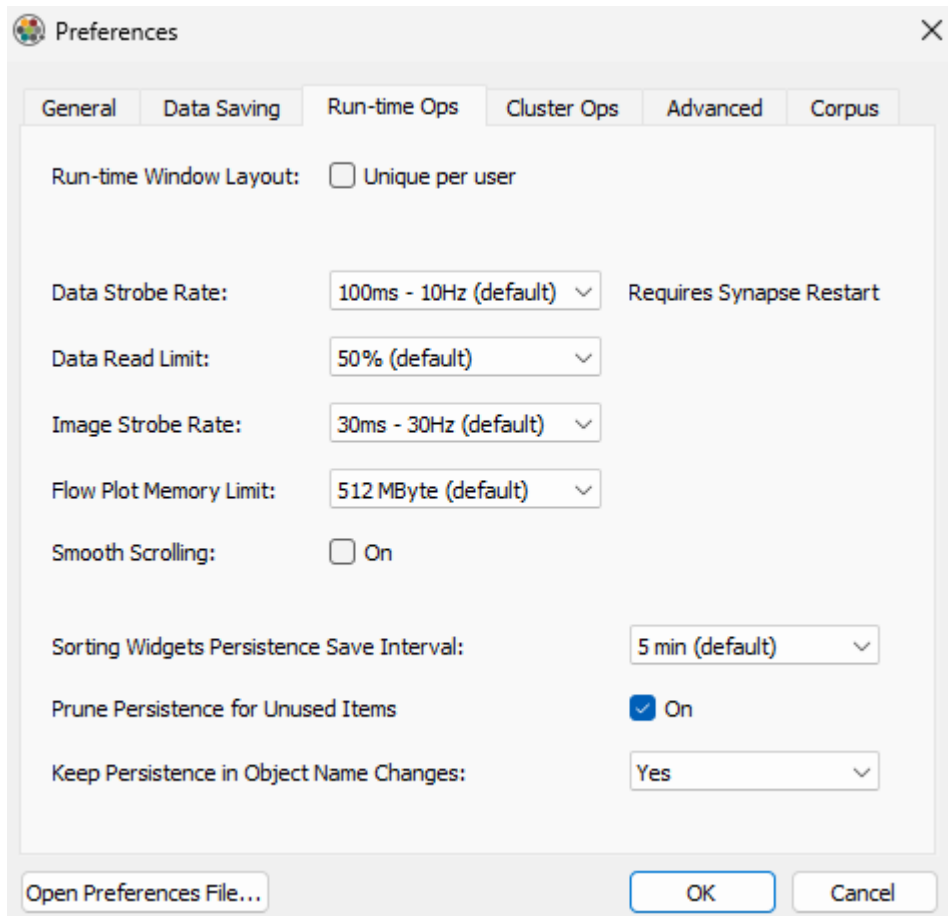 Preferences
General Data Saving Run-time Ops Cluster Ops Advanced Corpus
Run-time Window Layout: Unique per user
Data Strobe Rate: 100ms - 10Hz (default) Requires Synapse Restart
Data Read Limit: 50% (default)
Image Strobe Rate: 30ms - 30Hz (default)
Flow Plot Memory Limit: 512 MByte (default)
Smooth Scrolling: On
Sorting Widgets Persistence Save Interval: 5 min (default)
Prune Persistence for Unused Items On
Keep Persistence in Object Name Changes: Yes
Open Preferences File... OK Cancel